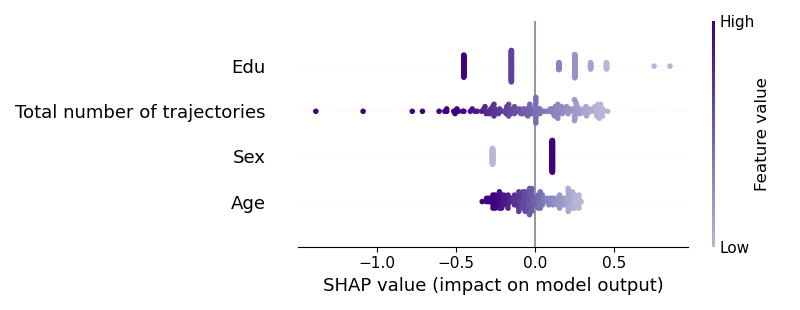 High
Edu
Total number of trajectories
Sex
Age
Feature value
Low
−1.0 −0.5 0.0 0.5
SHAP value (impact on model output)